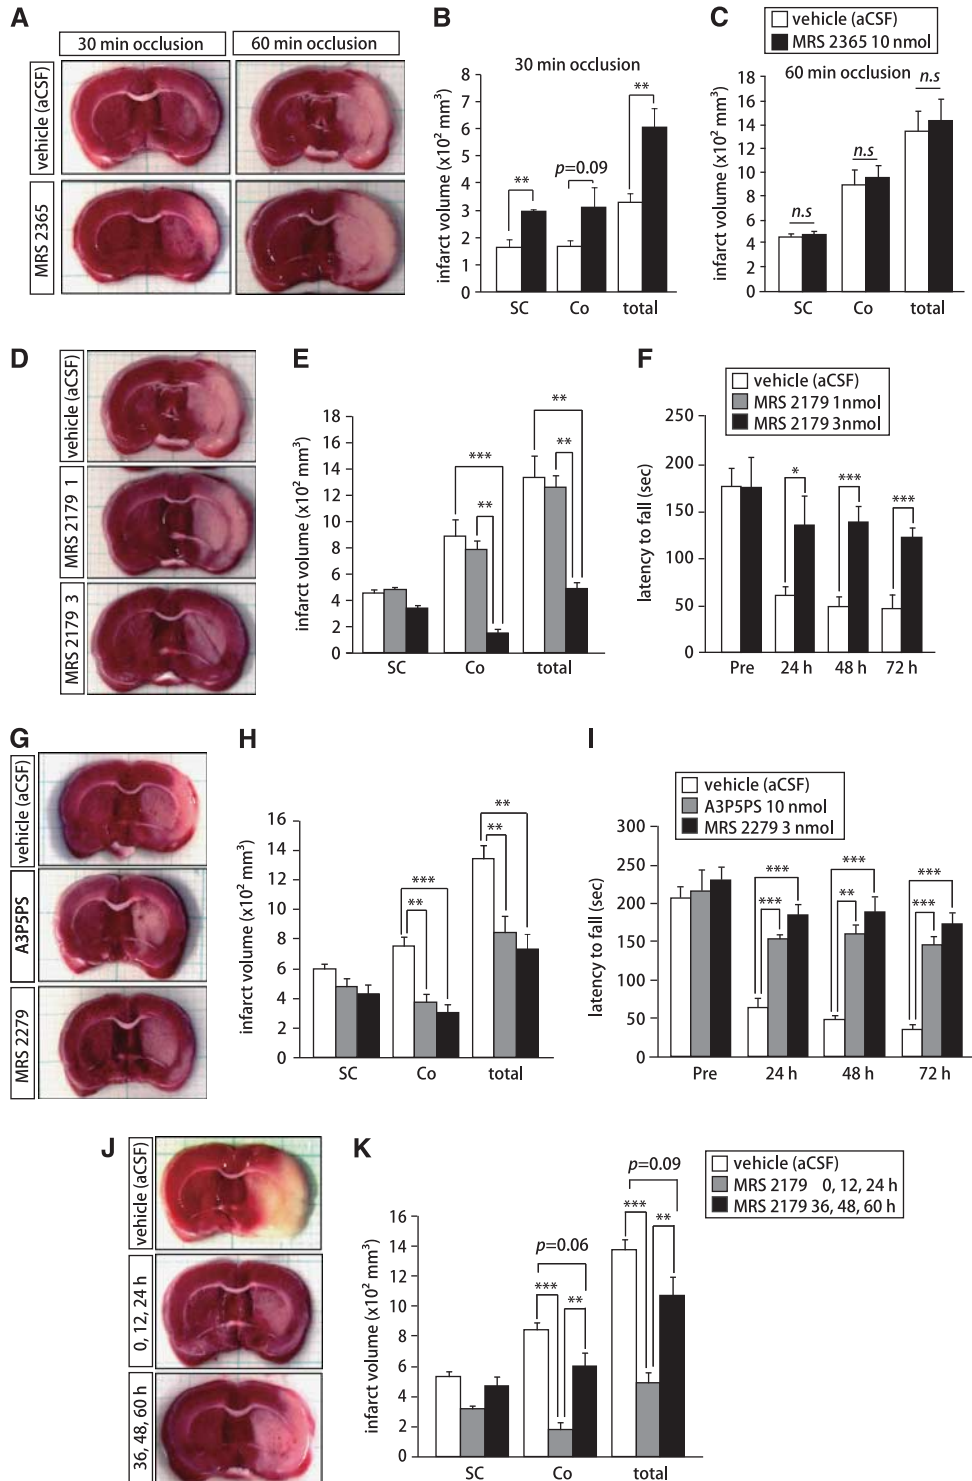 A
30 min occlusion
60 min occlusion
vehicle (aCSF)
MRS 2365
B
30 min occlusion
infarct volume (x10² mm³)
8
7
6
5
4
3
2
1
0
**
p=0.09
**
SC
Co
total
C
vehicle (aCSF)
MRS 2365 10 nmol
60 min occlusion
infarct volume (x10² mm³)
18
16
14
12
10
8
6
4
2
0
n.s
n.s
n.s
SC
Co
total
D
vehicle (aCSF)
MRS 2179 1
MRS 2179 3
E
infarct volume (x10² mm³)
18
16
14
12
10
8
6
4
2
0
***
**
**
**
SC
Co
total
F
vehicle (aCSF)
MRS 2179 1nmol
MRS 2179 3nmol
latency to fall (sec)
250
200
150
100
50
0
*
***
***
Pre
24 h
48 h
72 h
G
vehicle (aCSF)
A3P5PS
MRS 2279
H
infarct volume (x10² mm³)
16
14
12
10
8
6
4
2
0
***
**
**
**
SC
Co
total
I
vehicle (aCSF)
A3P5PS 10 nmol
MRS 2279 3 nmol
latency to fall (sec)
300
250
200
150
100
50
0
***
***
***
**
***
***
Pre
24 h
48 h
72 h
J
vehicle (aCSF)
0, 12, 24 h
36, 48, 60 h
K
vehicle (aCSF)
MRS 2179 0, 12, 24 h
MRS 2179 36, 48, 60 h
infarct volume (x10² mm³)
16
14
12
10
8
6
4
2
0
p=0.06
***
**
p=0.09
***
**
SC
Co
total